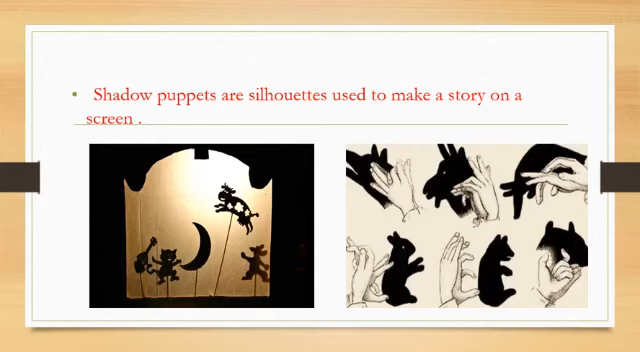 • Shadow puppets are silhouettes used to make a story on a
screen .